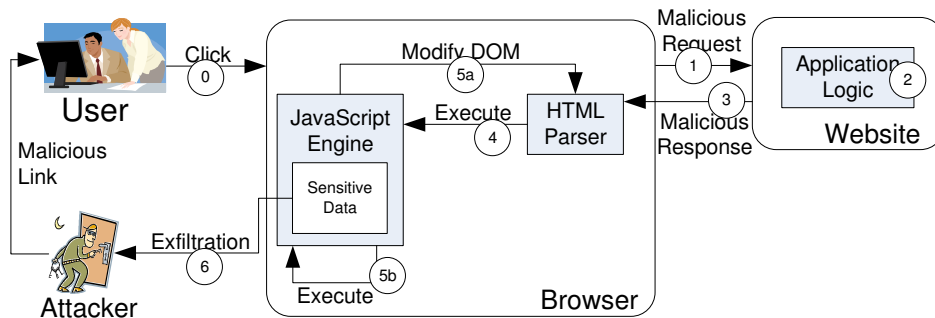 Click
0
User
Malicious
Link
Attacker
Exfiltration
6
Modify DOM
5a
JavaScript
Engine
Execute
4
HTML
Parser
Sensitive
Data
5b
Execute
Browser
Malicious
Request
1
3
Malicious
Response
Application
Logic
2
Website